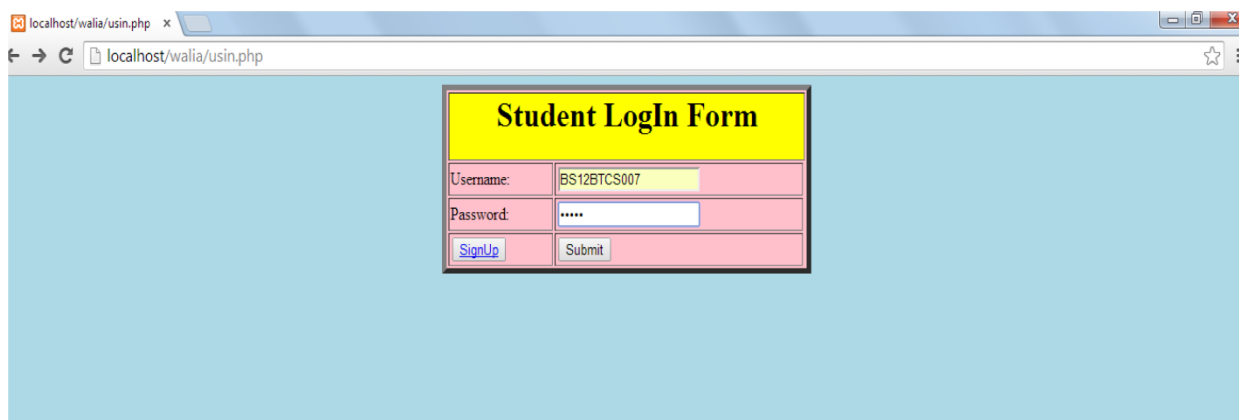 localhost/walia/usin.php x
localhost/walia/usin.php
Student LogIn Form
Username: BS12BTCS007
Password: •••••
SignUp Submit